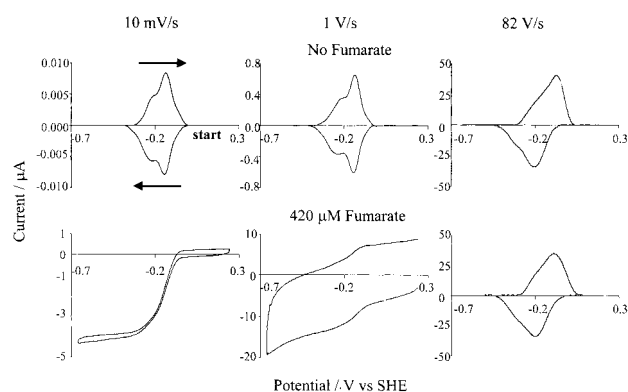 10 mV/s 1 V/s 82 V/s
No Fumarate
0.010 0.8 50
0.005 0.4 25
0.000 0.0 0
-0.7 -0.2 start 0.3 -0.7 -0.2 0.3 -0.7 -0.2 0.3
-0.005 -0.4 -25
-0.010 -0.8 -50
Current / µA
420 µM Fumarate
1 10 50
0 0 25
-0.7 -0.2 0.3 -0.7 -0.2 0.3 0
-1 -0.7 -0.2 0.3
-3 -10 -25
-4
-5 -20 -50
Potential / V vs SHE